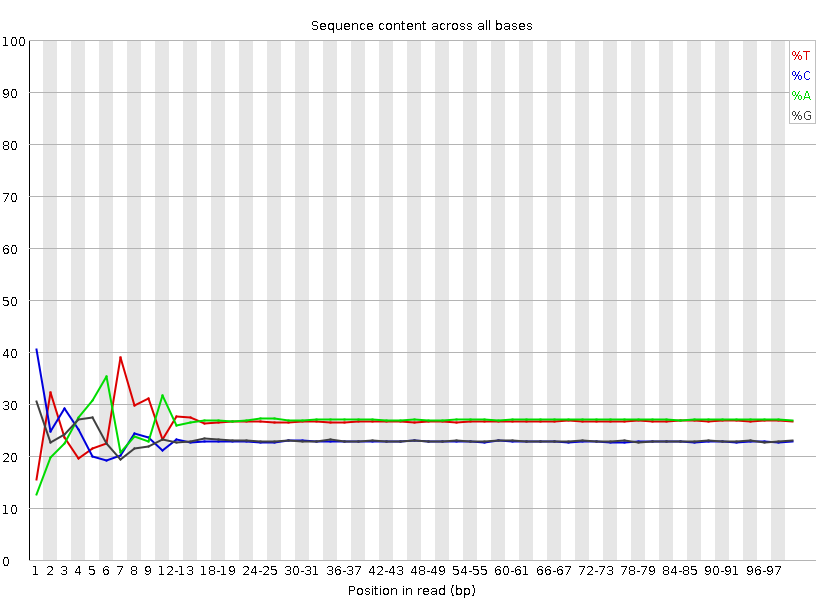 Sequence content across all bases
100
90
80
70
60
50
40
30
20
10
0
%T
%C
%A
%G
1 2 3 4 5 6 7 8 9 12-13 18-19 24-25 30-31 36-37 42-43 48-49 54-55 60-61 66-67 72-73 78-79 84-85 90-91 96-97
Position in read (bp)